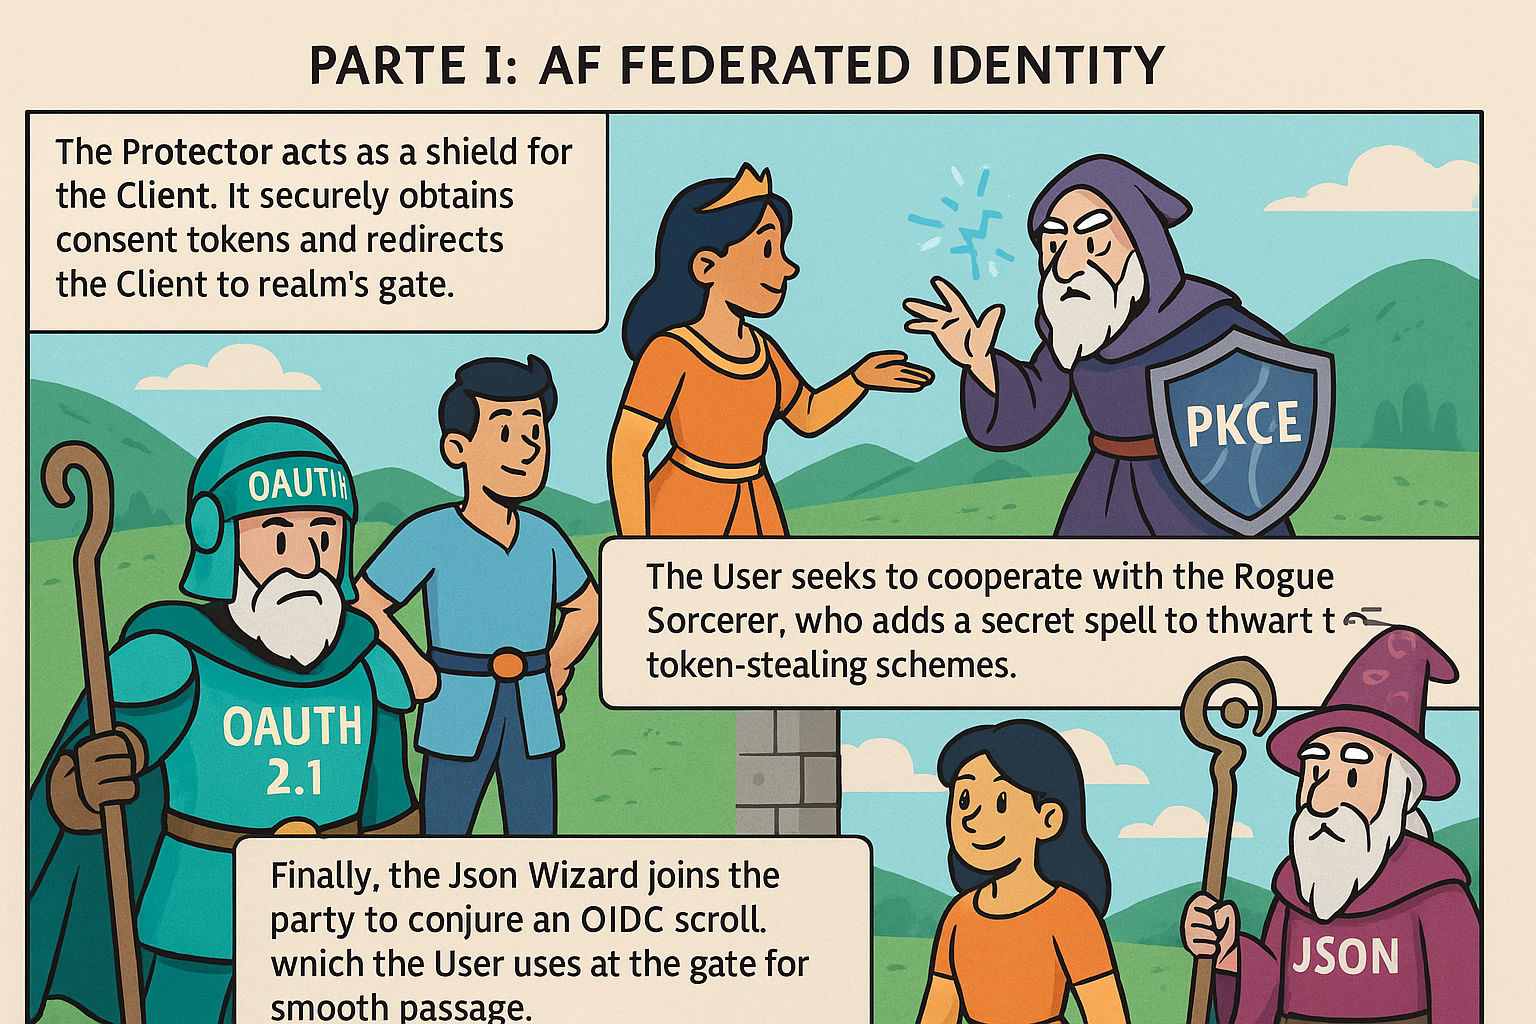 PARTE I: AF FEDERATED IDENTITY
The Protector acts as a shield for
the Client. It securely obtains
consent tokens and redirects
the Client to realm's gate.
PKCE
OAUTIH
OAUTH
2.1
The User seeks to cooperate with the Rogue
Sorcerer, who adds a secret spell to thwart t
token-stealing schemes.
Finally, the Json Wizard joins the
party to conjure an OIDC scroll.
wnich the User uses at the gate for
smooth passage.
JSON